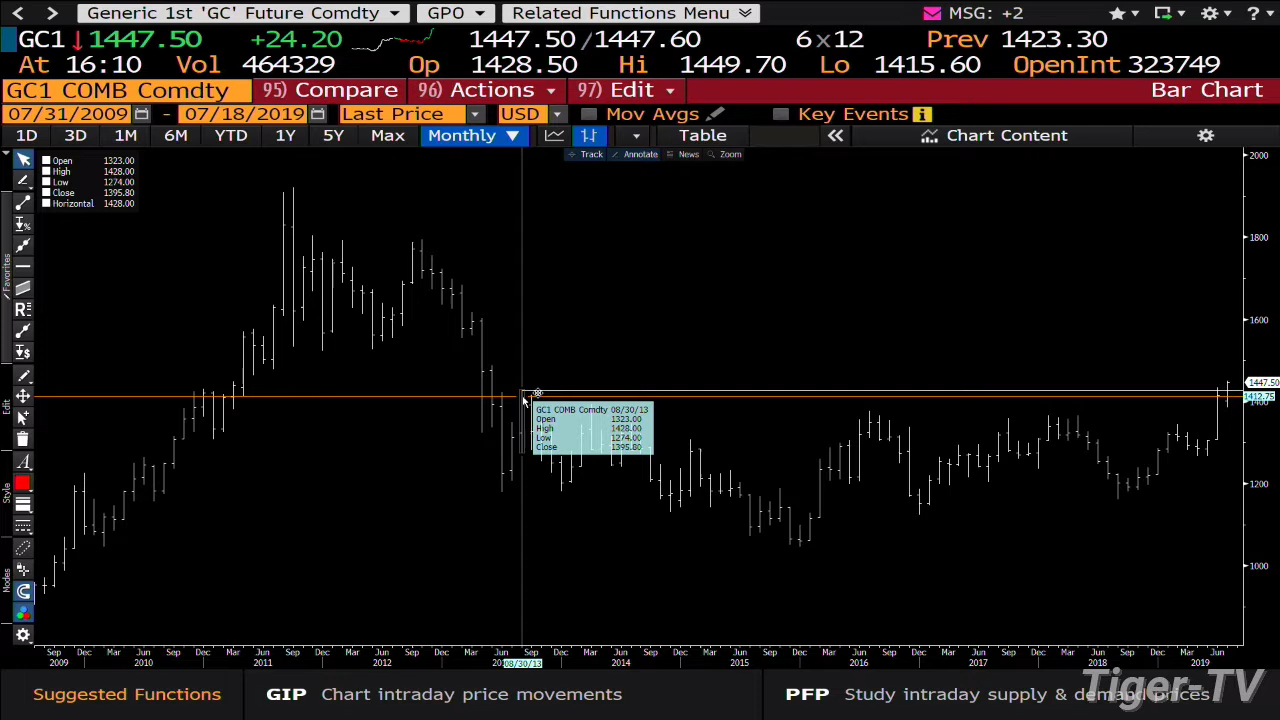 Generic 1st 'GC' Future Comdty GPO Related Functions Menu MSG: +2
GC1 1447.50 +24.20 1447.50 /1447.60 6x12 Prev 1423.30
At 16:10 Vol 464329 Op 1428.50 Hi 1449.70 Lo 1415.60 OpenInt 323749
GC1 COMB Comdty 95) Compare 96) Actions 97) Edit Bar Chart
07/31/2009 - 07/18/2019 Last Price USD Mov Avgs Key Events
1D 3D 1M 6M YTD 1Y 5Y Max Monthly Table Chart Content
Track Annotate News Zoom
Open 1323.00
High 1428.00
Low 1274.00
Close 1395.80
Horizontal 1428.00
2000
1800
1600
1447.50
1412.75
1400
1200
1000
Favorites
Edit
Style
Modes
GC1 COMB Comdty 08/30/13
Open 1323.00
High 1428.00
Low 1274.00
Close 1395.80
Sep Dec Mar Jun Sep Dec Mar Jun Sep Dec Mar Jun Sep Dec Mar Jun Sep Dec Mar Jun Sep Dec Mar Jun Sep Dec Mar Jun Sep Dec Mar Jun Sep Dec Mar Jun Sep Dec Mar Jun
2009 2010 2011 2012 08/30/13 2014 2015 2016 2017 2018 2019
Suggested Functions GIP Chart intraday price movements PFP Study intraday supply & demand prices
Tiger-TV